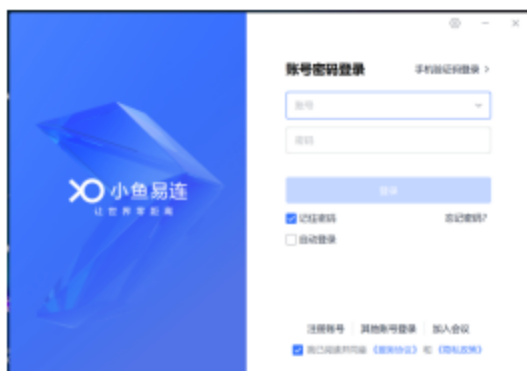 账号密码登录
手机验证码登录 >
账号
密码
小鱼易连
让世界零距离
登录
记住密码
忘记密码?
自动登录
注册账号 其他账号登录 加入会议
我已阅读并同意《服务协议》和《隐私政策》